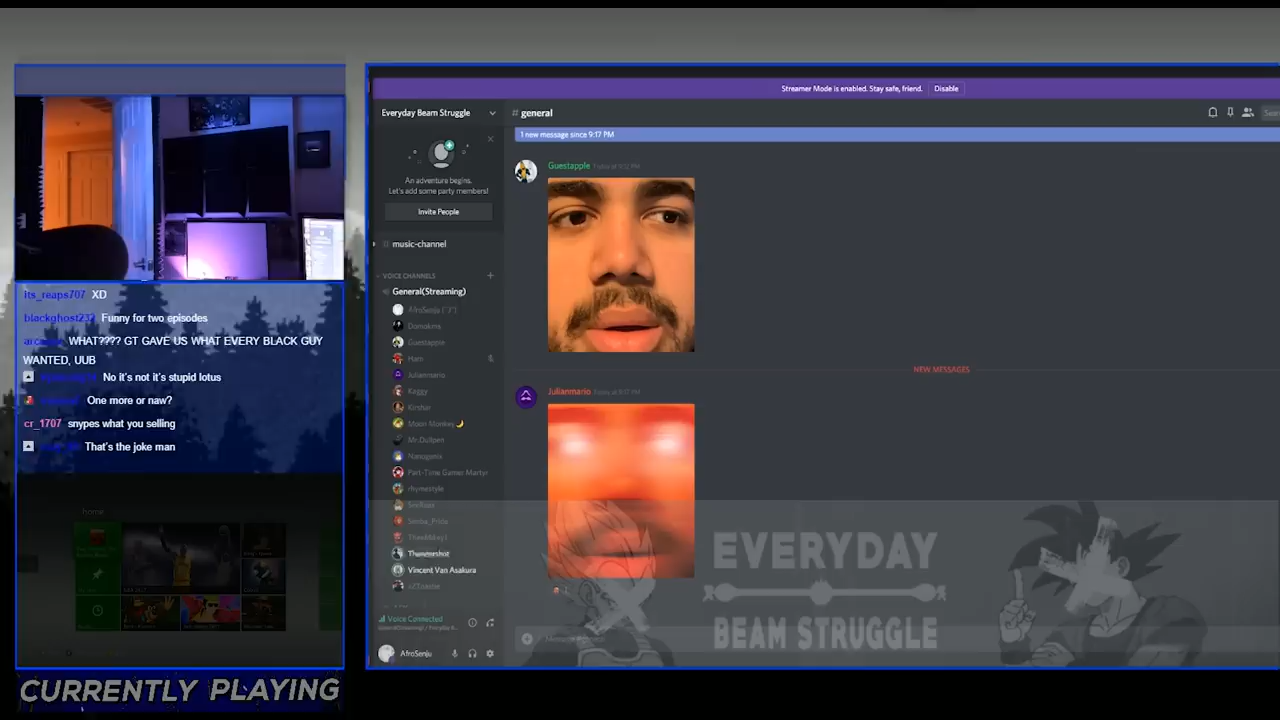 Streamer Mode is enabled. Stay safe, friend. Disable
Everyday Beam Struggle
# general
1 new message since 9:17 PM
An adventure begins.
Let's add some party members!
Invite People
music-channel
VOICE CHANNELS
General(Streaming)
AfroSenju
Domokins
Guestapple
Ham
Julianmario
Kaggy
Kirshar
Moon Monkey
Mr.Dullpen
Nanogenix
Part-Time Gamer Martyr
rhymestyle
Simba_Prida
Thunnershot
Vincent Van Asakura
Voice Connected
AfroSenju
Guestapple
NEW MESSAGES
Julianmario
its_reaps707 XD
blackghost232 Funny for two episodes
WHAT???? GT GAVE US WHAT EVERY BLACK GUY
WANTED, UUB
No it's not it's stupid lotus
One more or naw?
cr_1707 snypes what you selling
That's the joke man
home
EVERYDAY
BEAM STRUGGLE
CURRENTLY PLAYING